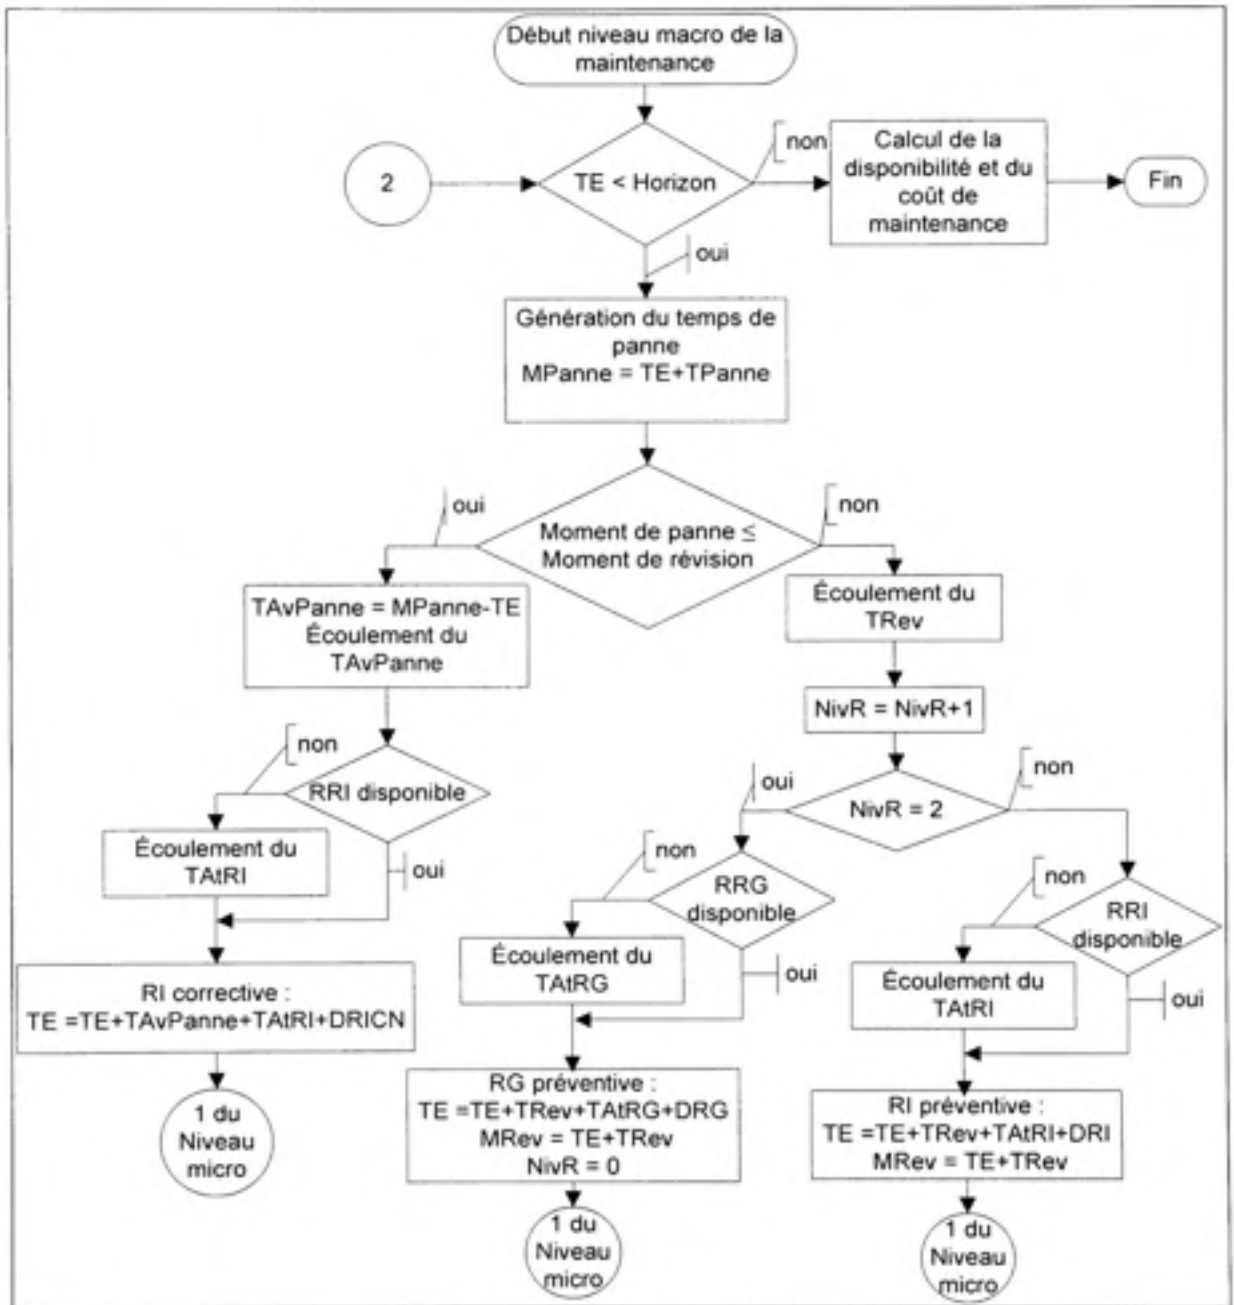 Début niveau macro de la
maintenance
2
TE < Horizon
non
Calcul de la
disponibilité et du
coût de
maintenance
Fin
oui
Génération du temps de
panne
MPanne = TE+TPanne
oui
Moment de panne ≤
Moment de révision
non
TAvPanne = MPanne-TE
Écoulement du
TAvPanne
Écoulement du
TRev
NivR = NivR+1
non
RRI disponible
oui
NivR = 2
non
Écoulement du
TAtRI
oui
non
RRG
disponible
non
RRI
disponible
Écoulement du
TAtRG
oui
Écoulement du
TAtRI
oui
RI corrective :
TE =TE+TAvPanne+TAtRI+DRICN
RG préventive :
TE =TE+TRev+TAtRG+DRG
MRev = TE+TRev
NivR = 0
RI préventive :
TE =TE+TRev+TAtRI+DRI
MRev = TE+TRev
1 du
Niveau
micro
1 du
Niveau
micro
1 du
Niveau
micro